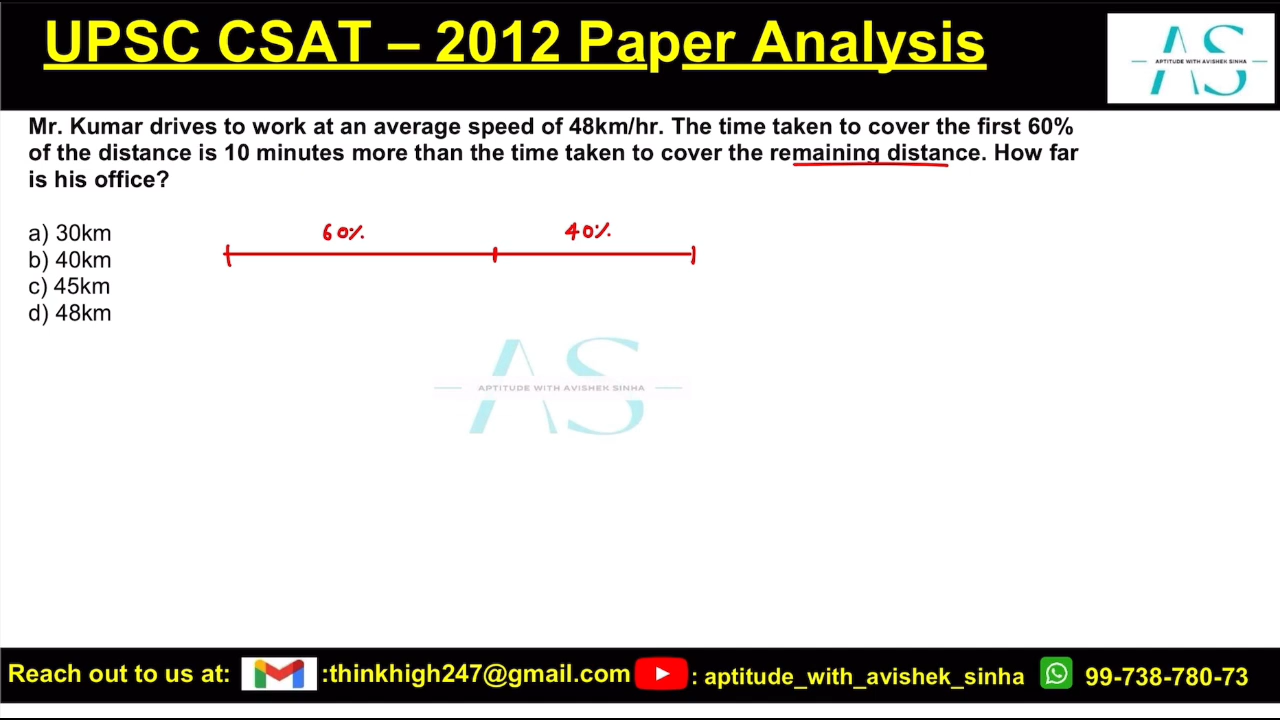 UPSC CSAT – 2012 Paper Analysis
AS
APTITUDE WITH AVISHEK SINHA
Mr. Kumar drives to work at an average speed of 48km/hr. The time taken to cover the first 60%
of the distance is 10 minutes more than the time taken to cover the remaining distance. How far
is his office?
a) 30km
b) 40km
c) 45km
d) 48km
60% 40%
AS
APTITUDE WITH AVISHEK SINHA
Reach out to us at: :thinkhigh247@gmail.com : aptitude_with_avishek_sinha 99-738-780-73